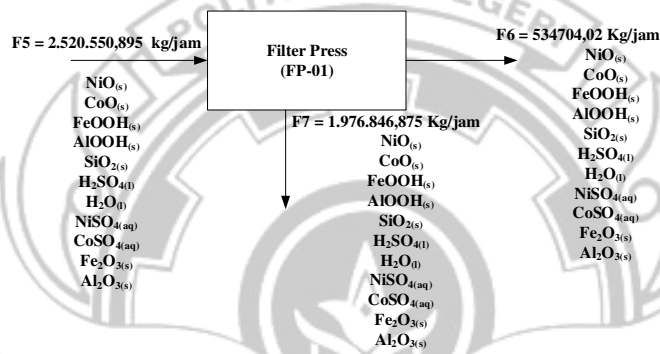 POLITEKNIK NEGERI
F5 = 2.520.550,895 kg/jam
Filter Press
(FP-01)
F6 = 534704,02 Kg/jam
NiO(s)
CoO(s)
FeOOH(s)
AlOOH(s)
SiO2(s)
H2SO4(l)
H2O(l)
NiSO4(aq)
CoSO4(aq)
Fe2O3(s)
Al2O3(s)
F7 = 1.976.846,875 Kg/jam
NiO(s)
CoO(s)
FeOOH(s)
AlOOH(s)
SiO2(s)
H2SO4(l)
H2O(l)
NiSO4(aq)
CoSO4(aq)
Fe2O3(s)
Al2O3(s)
NiO(s)
CoO(s)
FeOOH(s)
AlOOH(s)
SiO2(s)
H2SO4(l)
H2O(l)
NiSO4(aq)
CoSO4(aq)
Fe2O3(s)
Al2O3(s)